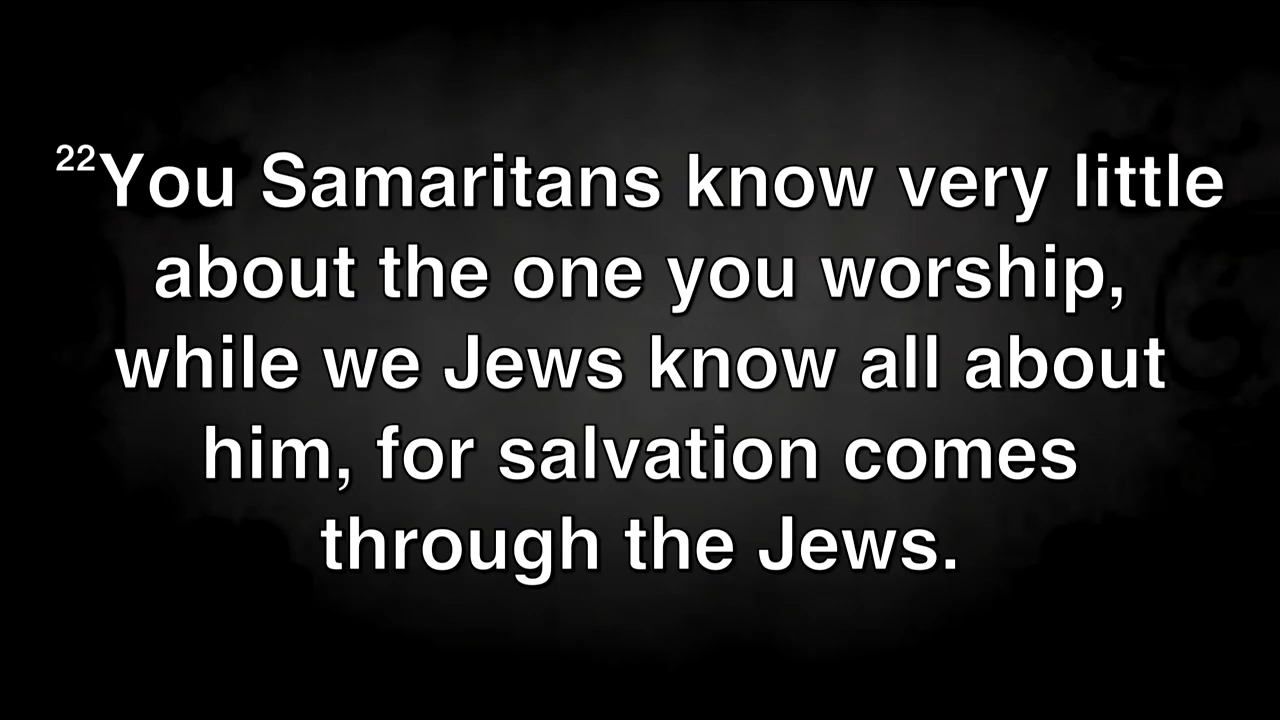 ²²You Samaritans know very little
about the one you worship,
while we Jews know all about
him, for salvation comes
through the Jews.